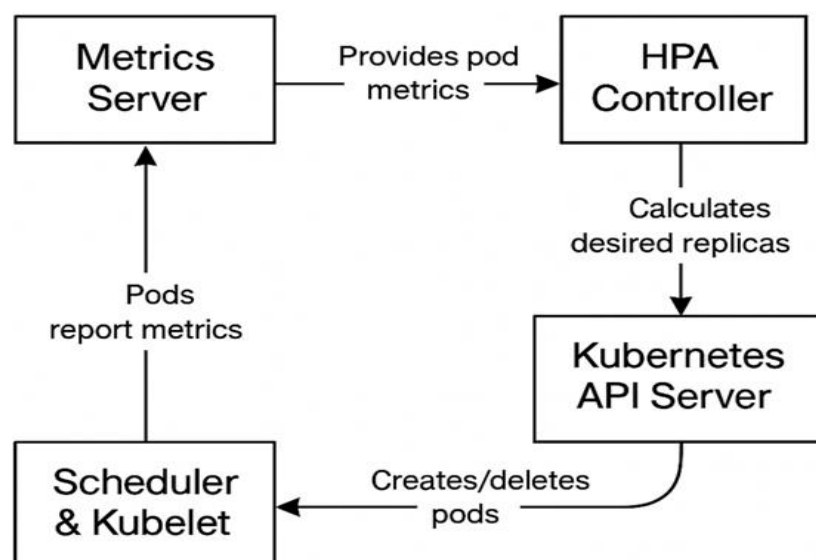 Metrics
Server
Provides pod
metrics
HPA
Controller
Calculates
desired replicas
Kubernetes
API Server
Creates/deletes
pods
Scheduler
& Kubelet
Pods
report metrics